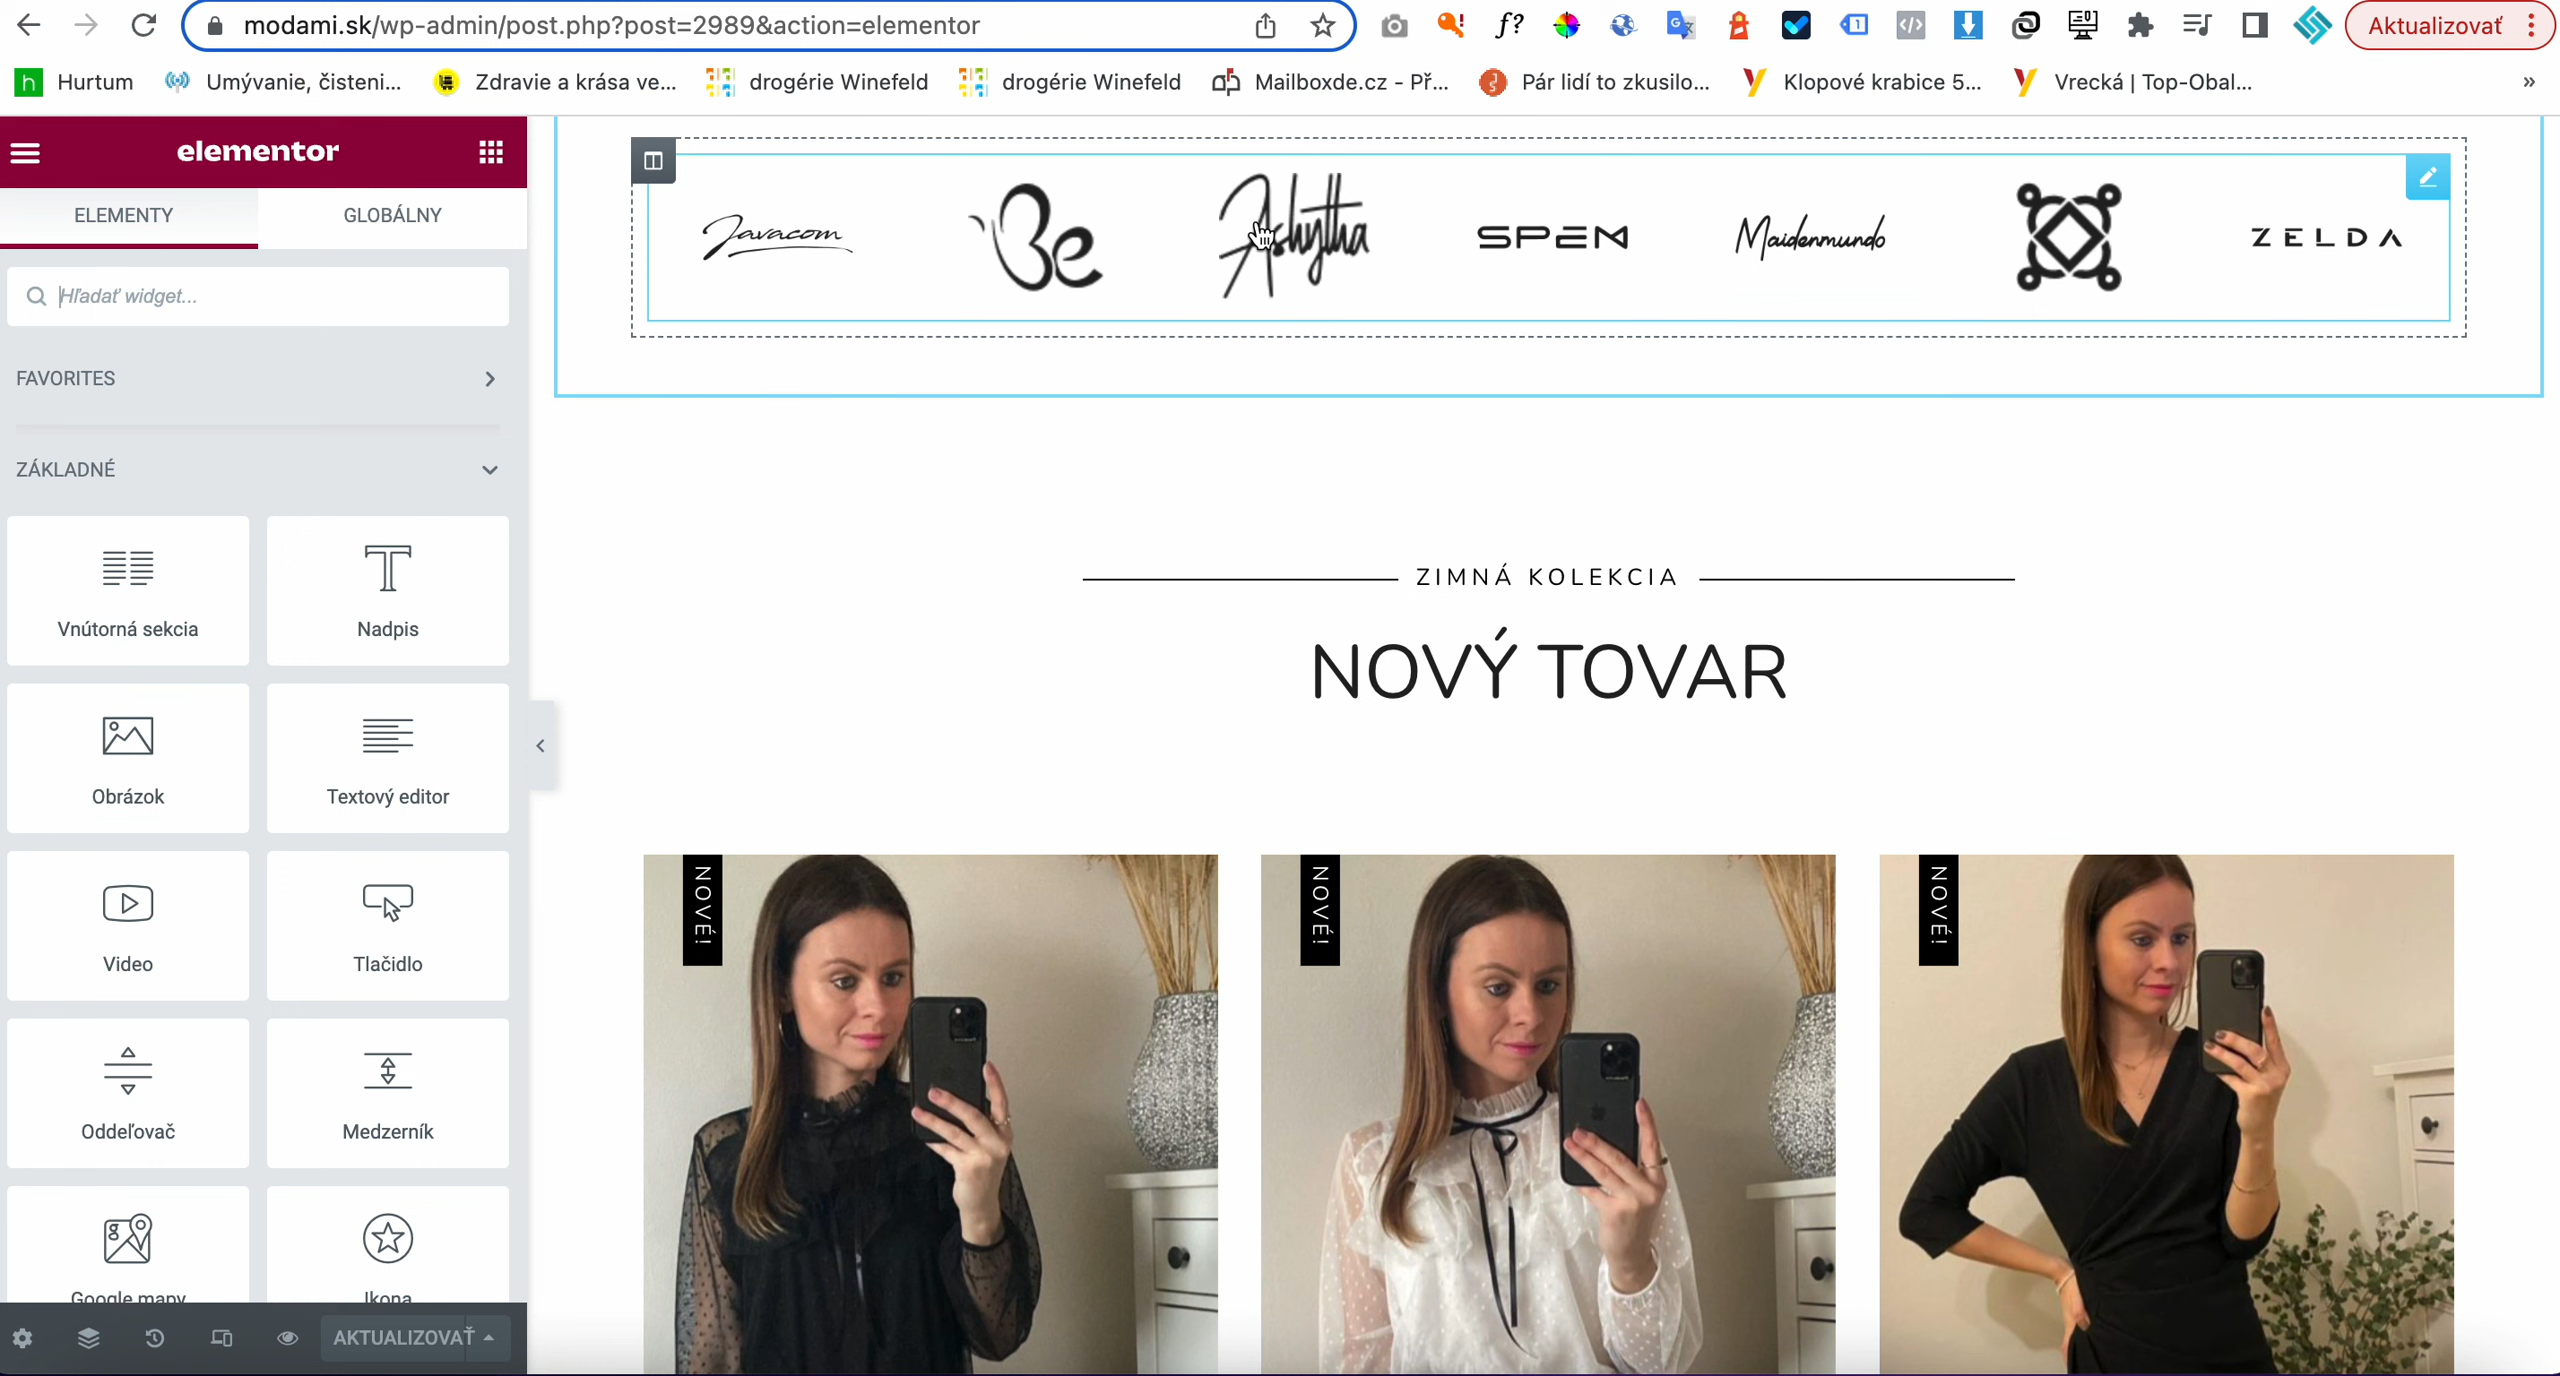 modami.sk/wp-admin/post.php?post=2989&action=elementor
Aktualizovať
Hurtum
Umývanie, čisteni...
Zdravie a krása ve...
drogérie Winefeld
drogérie Winefeld
Mailboxde.cz - Př...
Pár lidí to zkusilo...
Klopové krabice 5...
Vrecká | Top-Obal...
»
elementor
ELEMENTY
GLOBÁLNY
Hľadať widget...
FAVORITES
ZÁKLADNÉ
Vnútorná sekcia
Nadpis
Obrázok
Textový editor
Video
Tlačidlo
Oddeľovač
Medzerník
Google mapy
Ikona
AKTUALIZOVAŤ
Javacom
Be
Ashytha
SPEM
Maidenmundo
ZELDA
ZIMNÁ KOLEKCIA
NOVÝ TOVAR
NOVÉ!
NOVÉ!
NOVÉ!